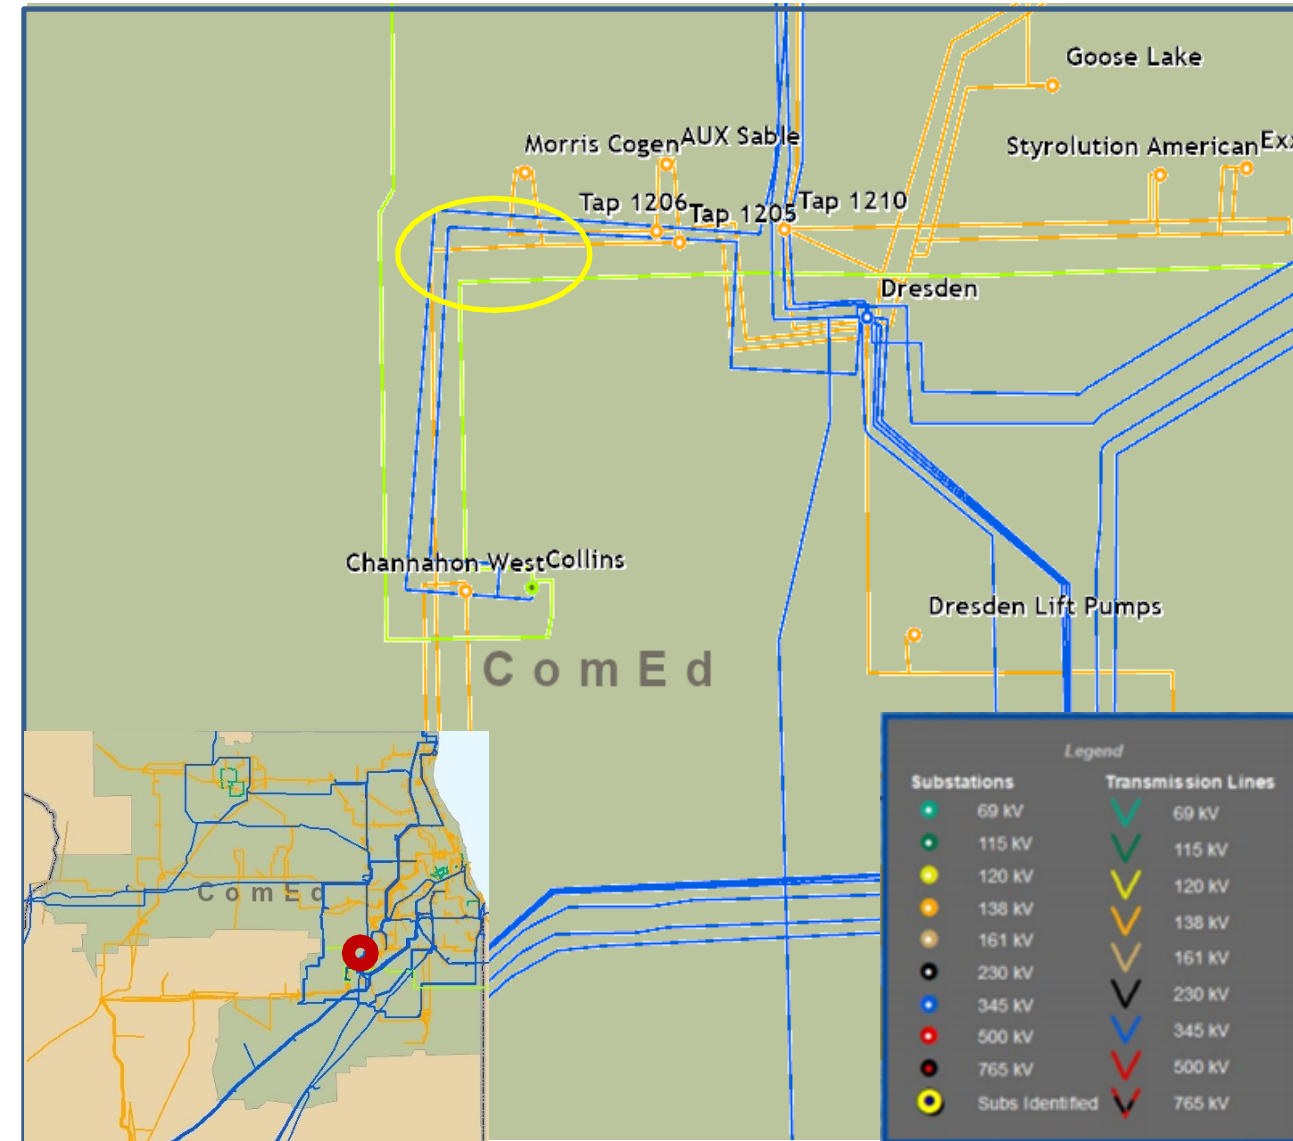 Goose Lake
Morris Cogen
AUX Sable
Styrolution American
Exx
Tap 1206
Tap 1205
Tap 1210
Dresden
Channahon West
Collins
Dresden Lift Pumps
ComEd
ComEd
Legend
Substations Transmission Lines
69 kV 69 kV
115 kV 115 kV
120 kV 120 kV
138 kV 138 kV
161 kV 161 kV
230 kV 230 kV
345 kV 345 kV
500 kV 500 kV
765 kV 765 kV
Subs Identified